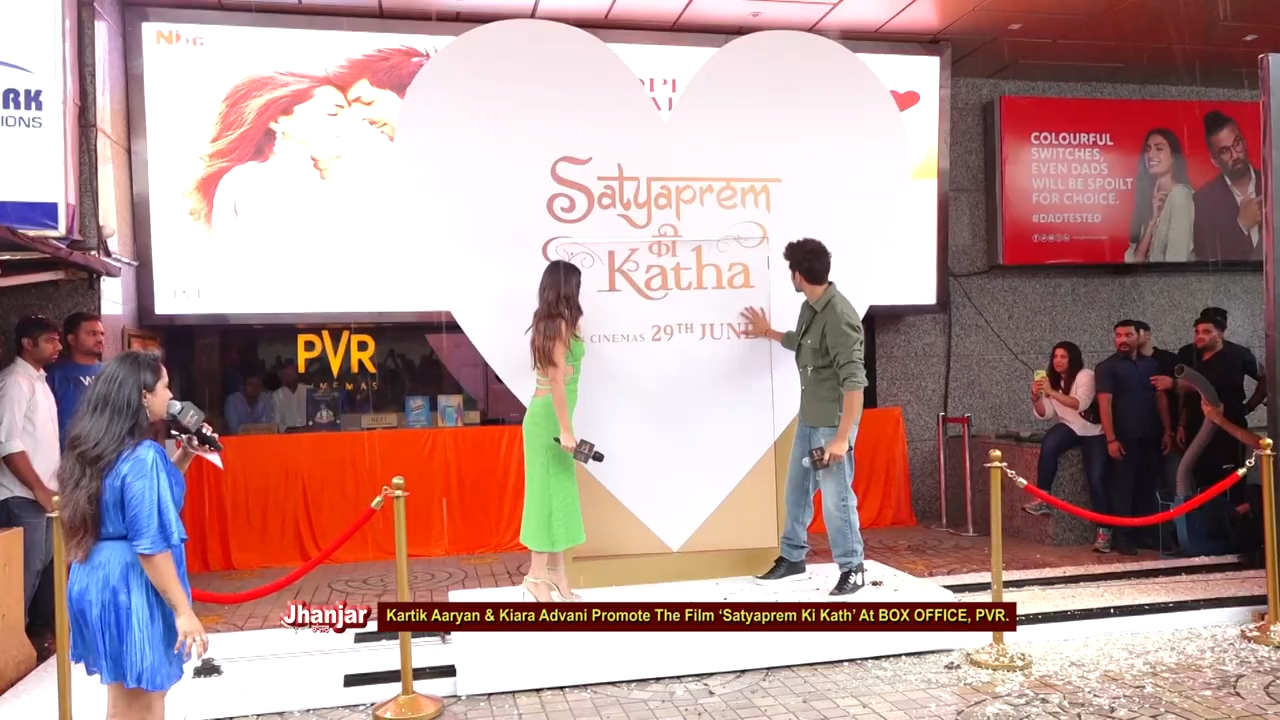 RK
IONS
Satyaprem
की
Katha
CINEMAS 29TH JUNE
PVR
CINEMAS
COLOURFUL
SWITCHES,
EVEN DADS
WILL BE SPOILT
FOR CHOICE.
#DADTESTED
NEXT
Jhanjar
Kartik Aaryan & Kiara Advani Promote The Film ‘Satyaprem Ki Kath’ At BOX OFFICE, PVR.